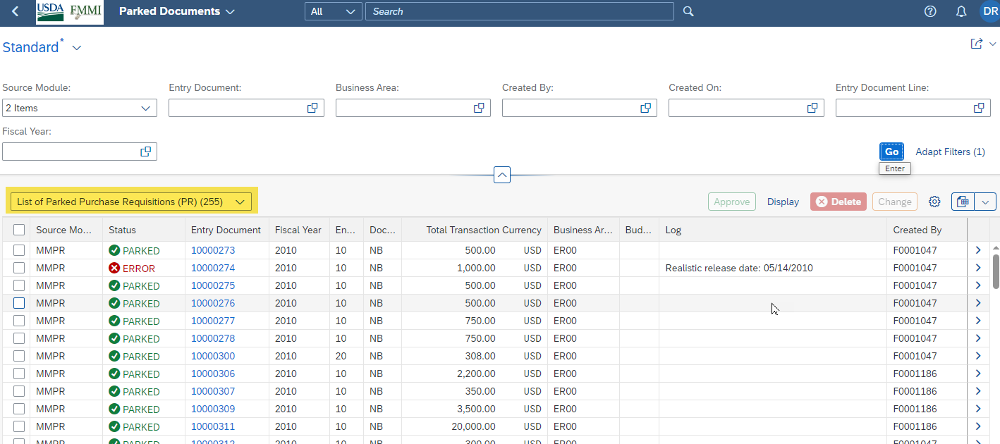 USDA FMMI Parked Documents All Search DR
Standard*
Source Module: Entry Document: Business Area: Created By: Created On: Entry Document Line:
2 Items
Fiscal Year:
Go Adapt Filters (1)
Enter
List of Parked Purchase Requisitions (PR) (255) Approve Display Delete Change
Source Mo... Status Entry Document Fiscal Year En... Doc... Total Transaction Currency Business Ar... Bud... Log Created By
MMPR PARKED 10000273 2010 10 NB 500.00 USD ER00 F0001047
MMPR ERROR 10000274 2010 10 NB 1,000.00 USD ER00 Realistic release date: 05/14/2010 F0001047
MMPR PARKED 10000275 2010 10 NB 500.00 USD ER00 F0001047
MMPR PARKED 10000276 2010 10 NB 500.00 USD ER00 F0001047
MMPR PARKED 10000277 2010 10 NB 750.00 USD ER00 F0001047
MMPR PARKED 10000278 2010 10 NB 750.00 USD ER00 F0001047
MMPR PARKED 10000300 2010 20 NB 308.00 USD ER00 F0001047
MMPR PARKED 10000306 2010 10 NB 2,200.00 USD ER00 F0001186
MMPR PARKED 10000307 2010 10 NB 350.00 USD ER00 F0001186
MMPR PARKED 10000309 2010 10 NB 3,500.00 USD ER00 F0001186
MMPR PARKED 10000311 2010 10 NB 20,000.00 USD ER00 F0001186
MMPR PARKED 10000312 2010 10 NB 300.00 USD ER00 F0001047